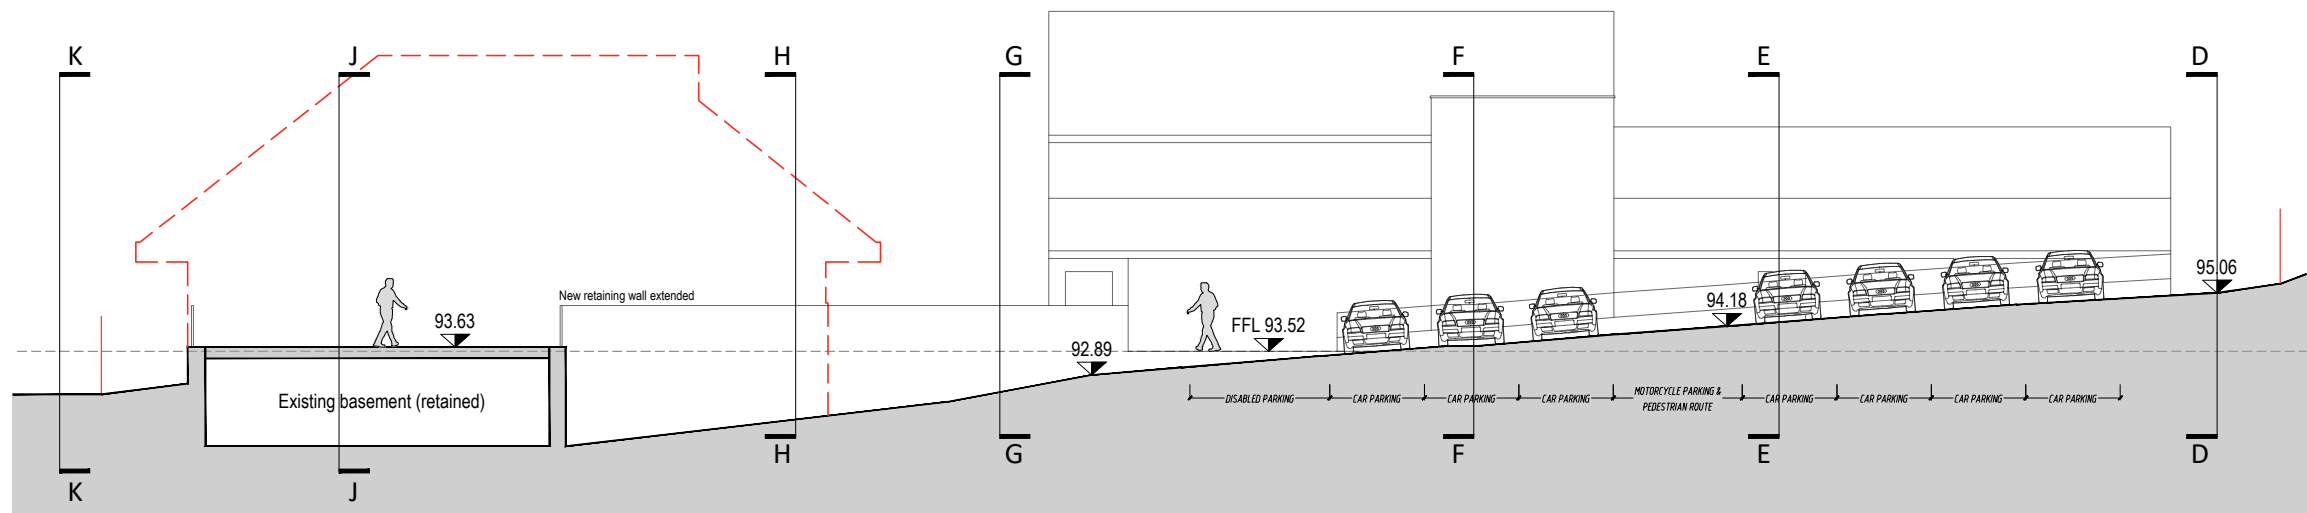 K
J
H
G
F
E
D
New retaining wall extended
93.63
FFL 93.52
92.89
94.18
95.06
Existing basement (retained)
DISABLED PARKING
CAR PARKING
CAR PARKING
CAR PARKING
MOTORCYCLE PARKING &
PEDESTRIAN ROUTE
CAR PARKING
CAR PARKING
CAR PARKING
CAR PARKING
K
J
H
G
F
E
D